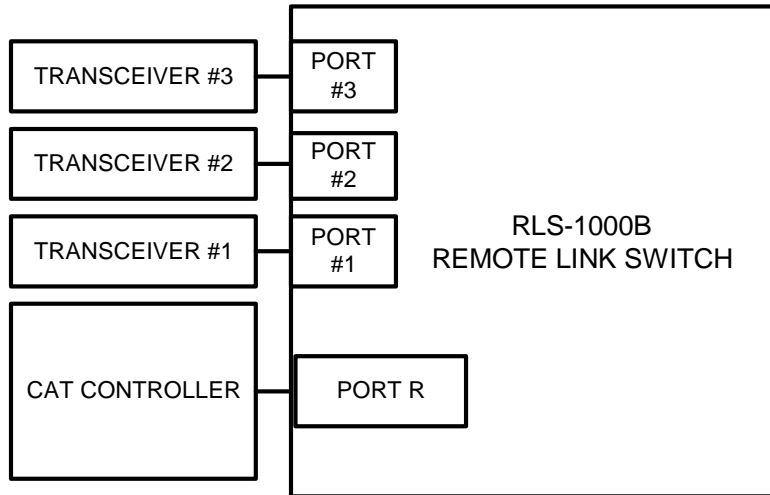 TRANSCEIVER #3
PORT
#3
TRANSCEIVER #2
PORT
#2
TRANSCEIVER #1
PORT
#1
RLS-1000B
REMOTE LINK SWITCH
CAT CONTROLLER
PORT R